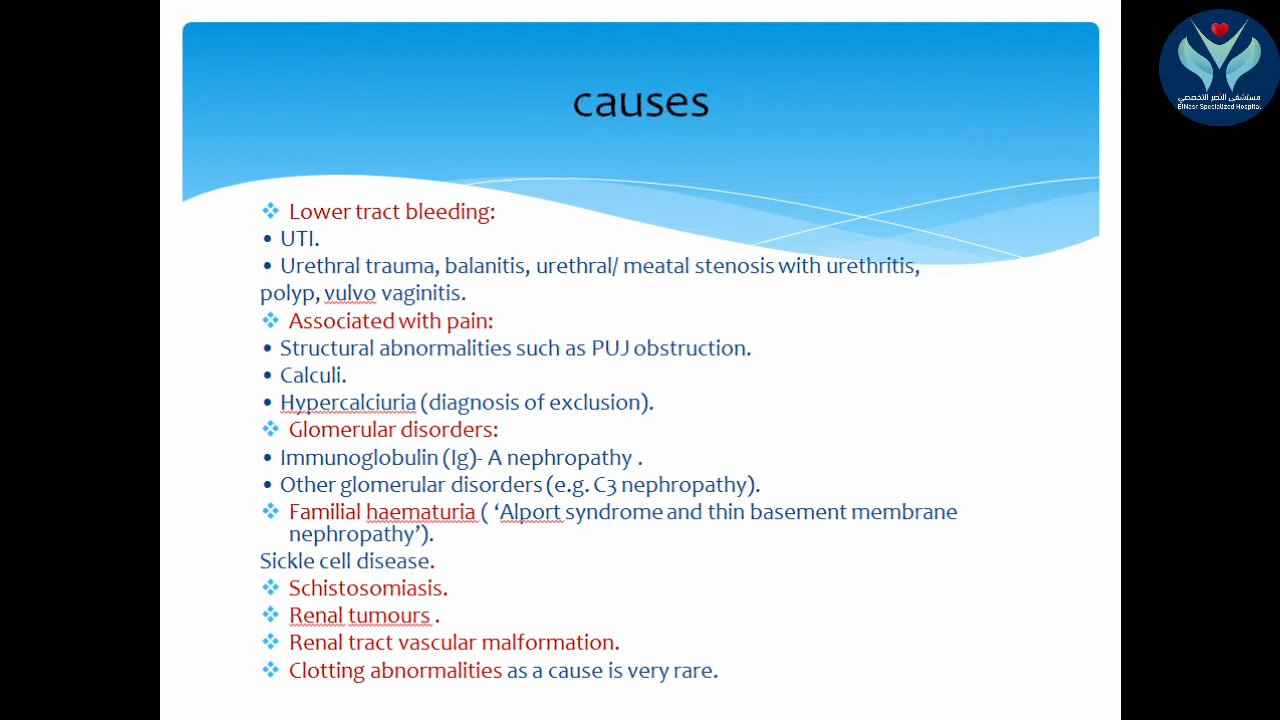 causes
مستشفى النصر التخصصي
ElNasr Specialized Hospital
❖ Lower tract bleeding:
• UTI.
• Urethral trauma, balanitis, urethral/ meatal stenosis with urethritis,
polyp, vulvo vaginitis.
❖ Associated with pain:
• Structural abnormalities such as PUJ obstruction.
• Calculi.
• Hypercalciuria (diagnosis of exclusion).
❖ Glomerular disorders:
• Immunoglobulin (Ig)- A nephropathy .
• Other glomerular disorders (e.g. C3 nephropathy).
❖ Familial haematuria ( ‘Alport syndrome and thin basement membrane
nephropathy’).
Sickle cell disease.
❖ Schistosomiasis.
❖ Renal tumours .
❖ Renal tract vascular malformation.
❖ Clotting abnormalities as a cause is very rare.